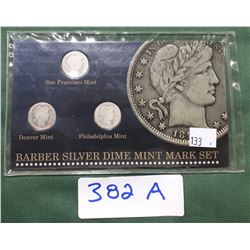 San Francisco Mint
Denver Mint
Philadelphia Mint
133
BARBER SILVER DIME MINT MARK SET
382 A